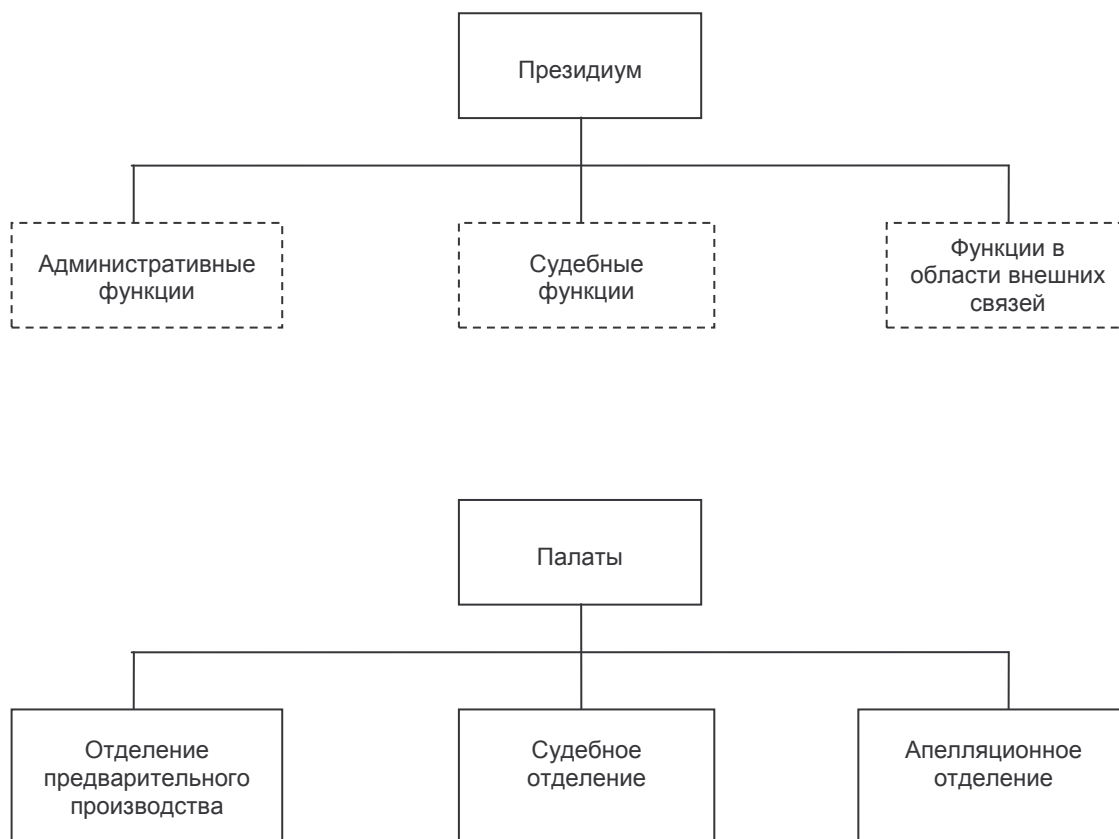 Президиум
Административные
функции
Судебные
функции
Функции в
области внешних
связей
Палаты
Отделение
предварительного
производства
Судебное
отделение
Апелляционное
отделение